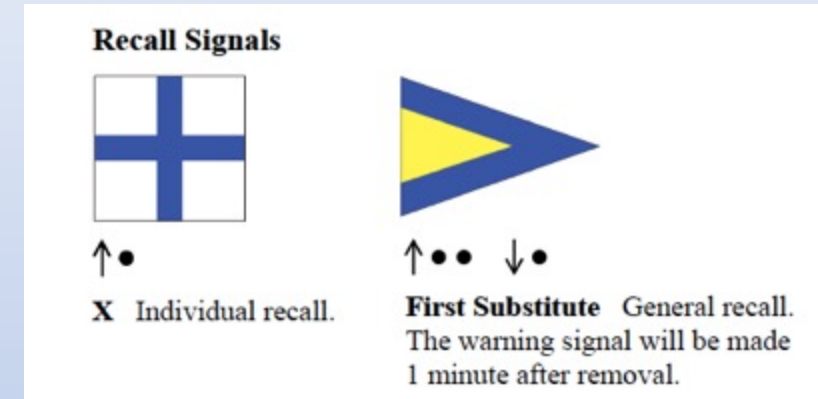 Recall Signals
X Individual recall.
First Substitute General recall.
The warning signal will be made
1 minute after removal.